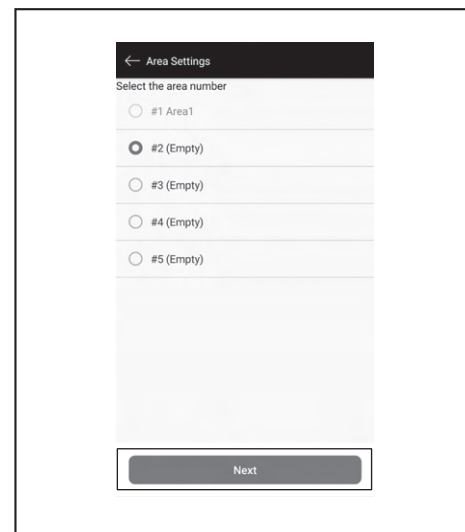 Area Settings
Select the area number
#1 Area1
#2 (Empty)
#3 (Empty)
#4 (Empty)
#5 (Empty)
Next